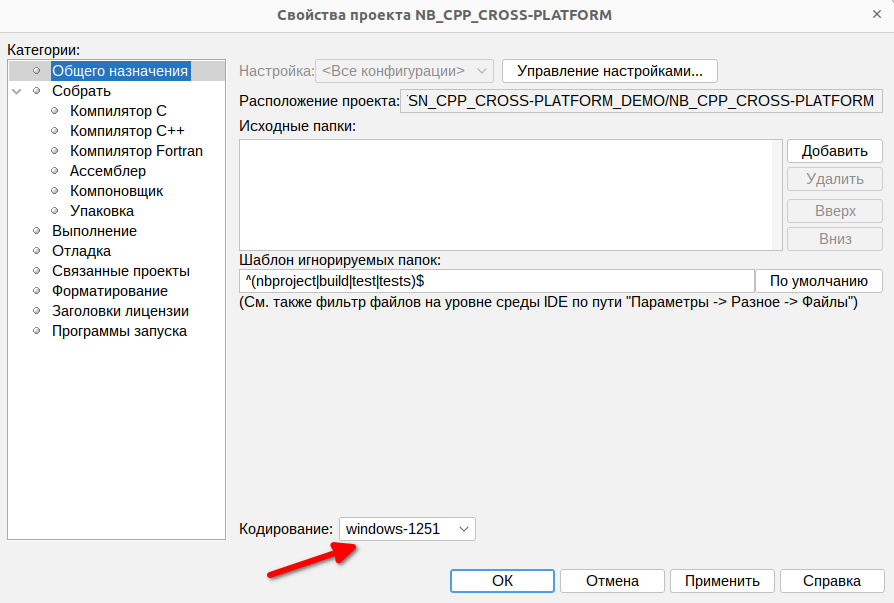 Свойства проекта NB_CPP_CROSS-PLATFORM
Категории:
Общего назначения
Собрать
Компилятор C
Компилятор C++
Компилятор Fortran
Ассемблер
Компоновщик
Упаковка
Выполнение
Отладка
Связанные проекты
Форматирование
Заголовки лицензии
Программы запуска
Настройка: <Все конфигурации> Управление настройками...
Расположение проекта: SN_CPP_CROSS-PLATFORM_DEMO/NB_CPP_CROSS-PLATFORM
Исходные папки:
Добавить
Удалить
Вверх
Вниз
Шаблон игнорируемых папок:
^(nbproject|build|test|tests)$ По умолчанию
(См. также фильтр файлов на уровне среды IDE по пути "Параметры -> Разное -> Файлы")
Кодирование: windows-1251
ОК Отмена Применить Справка